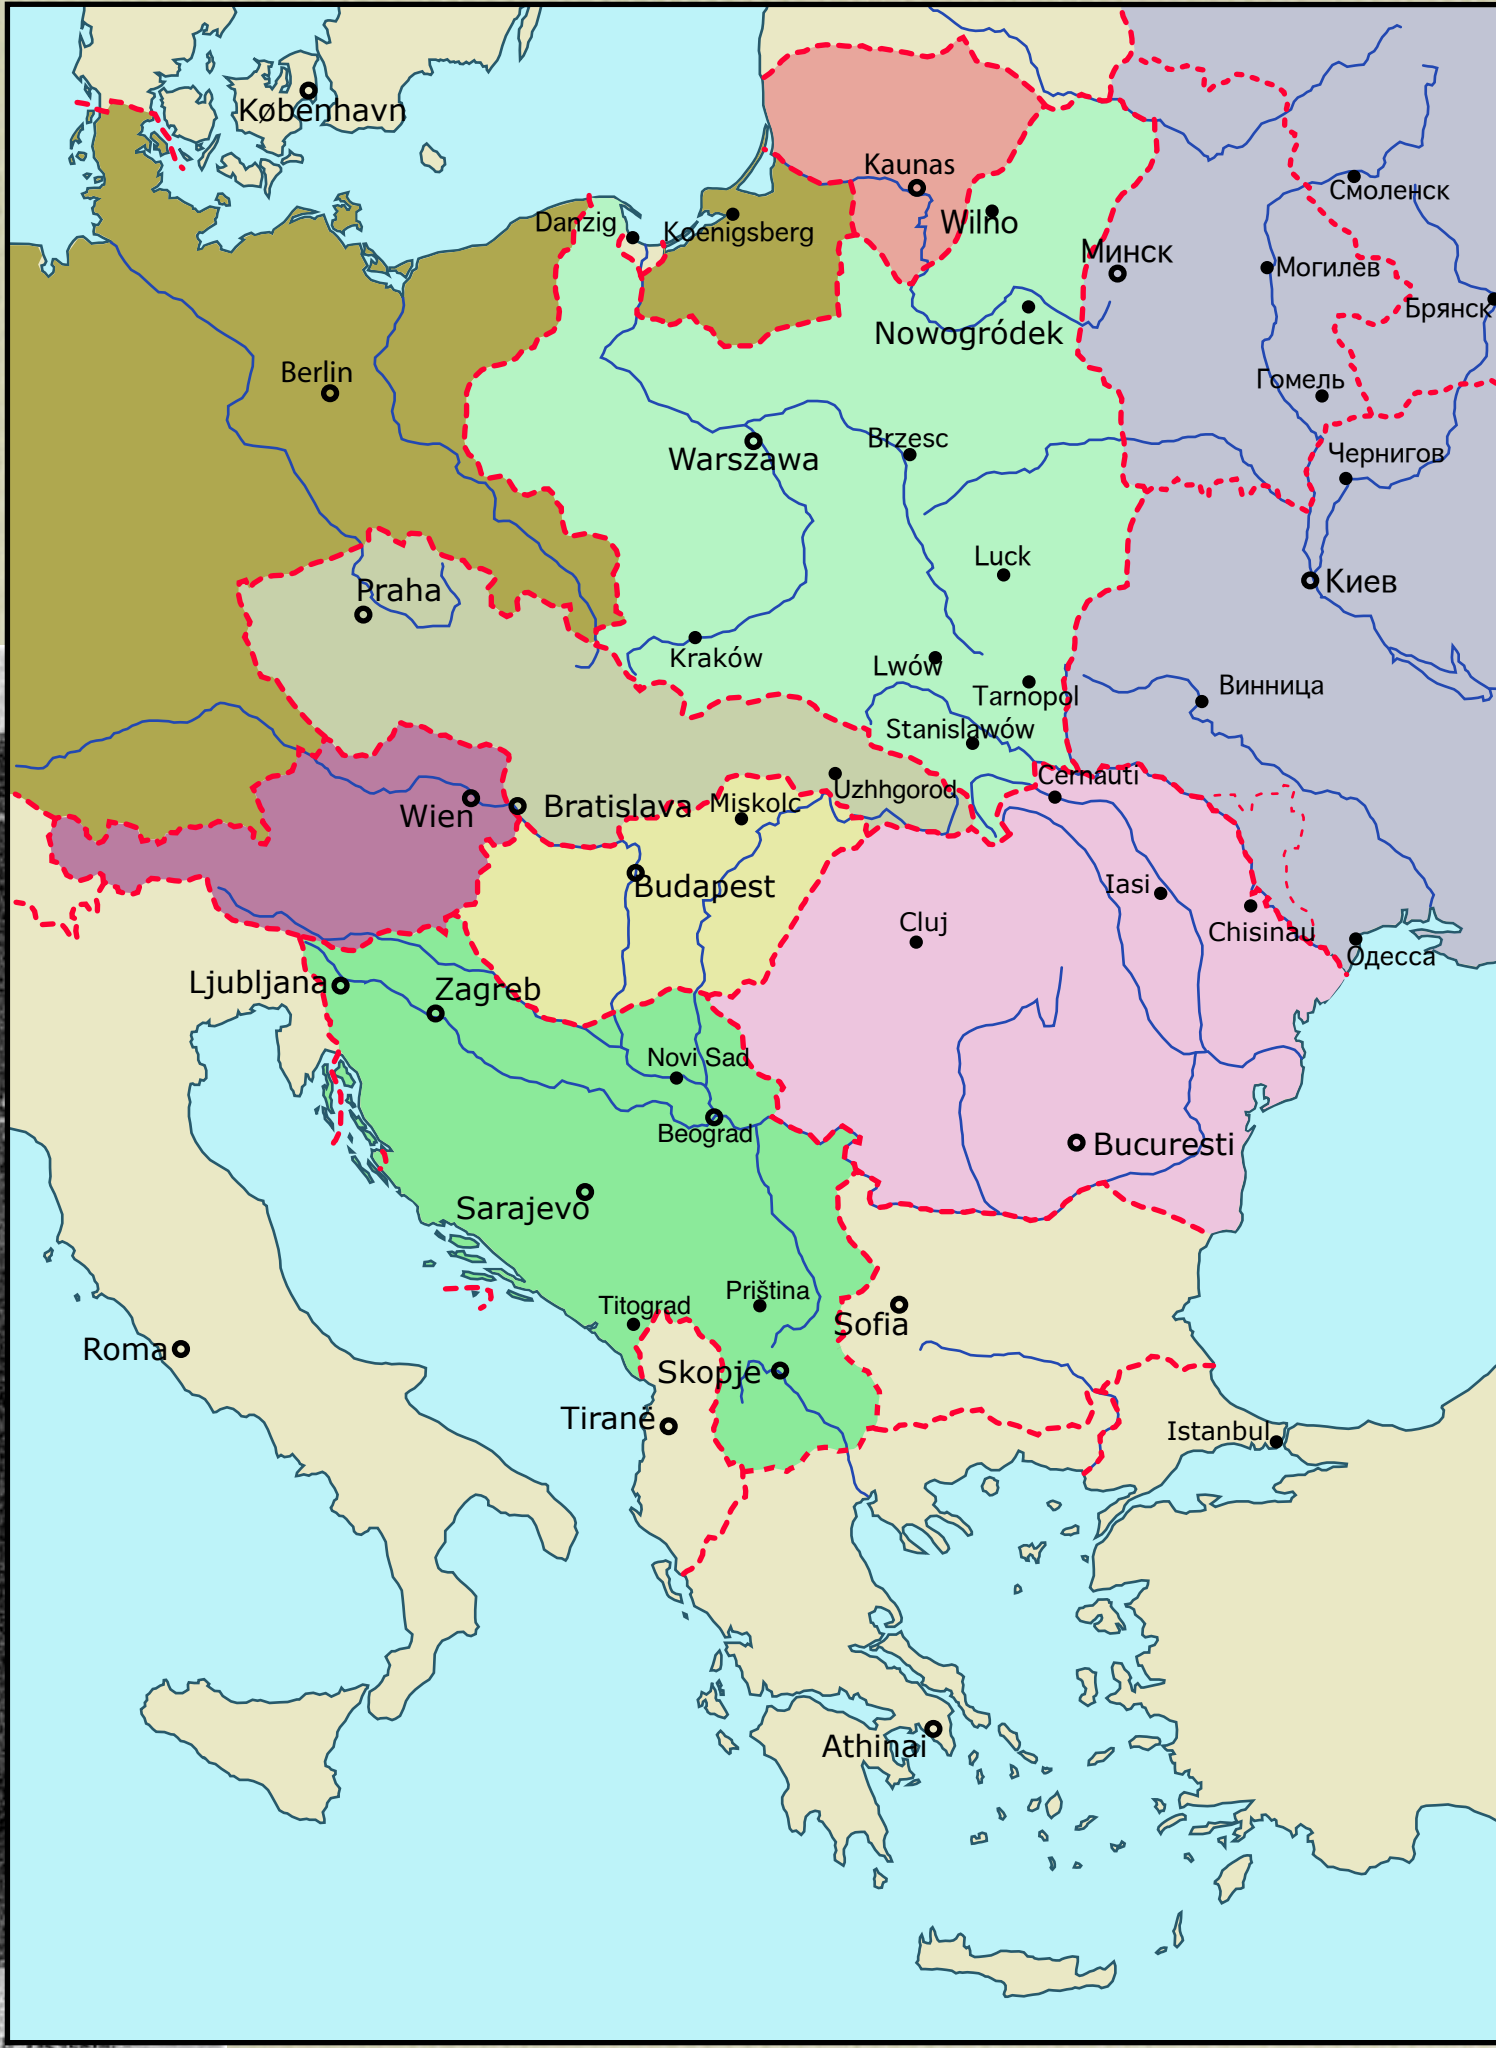 København
Kaunas
Смоленск
Wilno
Danzig
Koenigsberg
Минск
Могилев
Брянск
Nowogródek
Berlin
Гомель
Brzesc
Warszawa
Чернигов
Luck
Киев
Praha
Kraków
Lwów
Tarnopol
Винница
Stanislawów
Cernauti
Uzhhgorod
Bratislava
Miskolc
Wien
Budapest
Iasi
Cluj
Chisinau
Одесса
Ljubljana
Zagreb
Novi Sad
Beograd
Bucuresti
Sarajevo
Priština
Titograd
Sofia
Roma
Skopje
Tiranë
Istanbul
Athinai